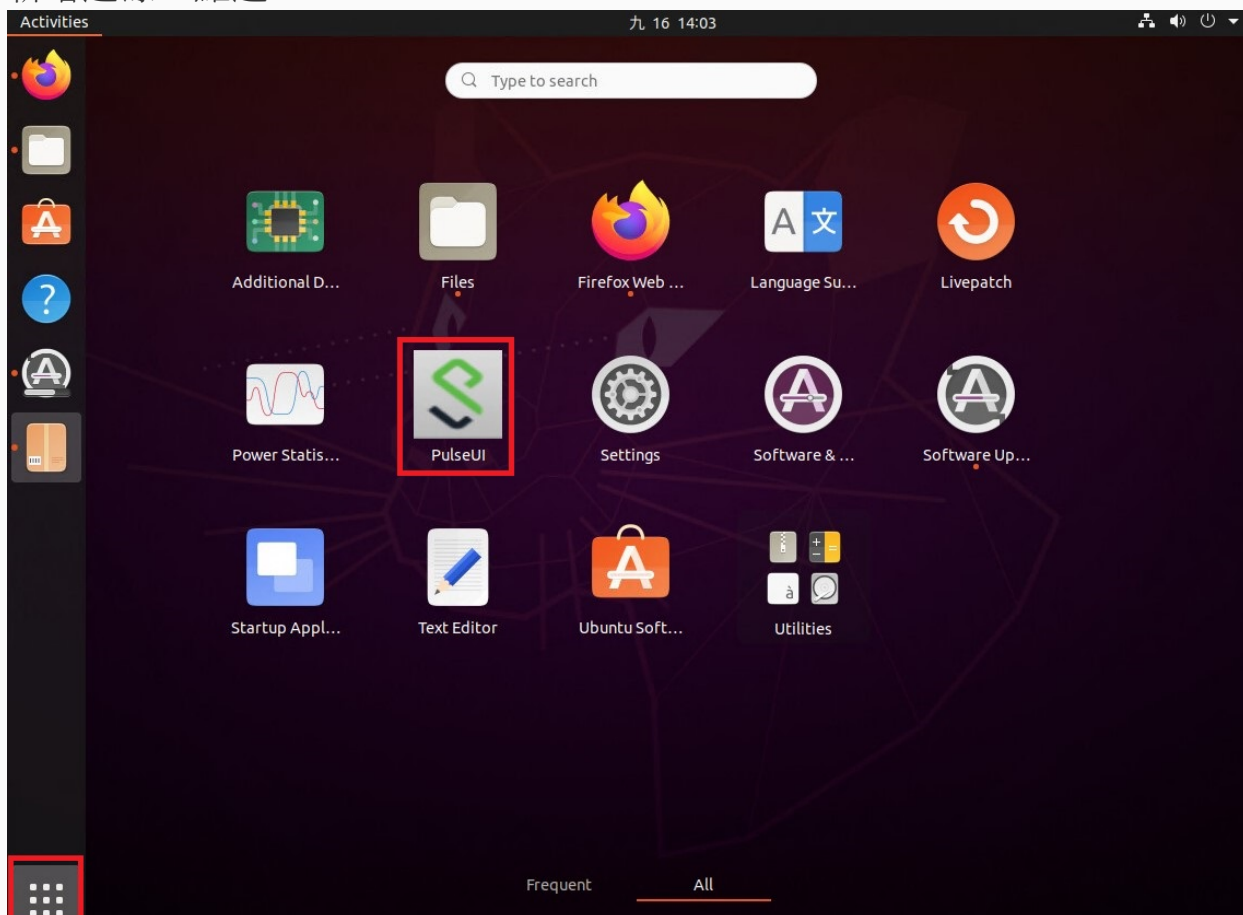 Activities
九 16 14:03
Type to search
Additional D...
Files
Firefox Web ...
Language Su...
Livepatch
Power Statis...
PulseUI
Settings
Software & ...
Software Up...
Startup Appl...
Text Editor
Ubuntu Soft...
Utilities
Frequent
All